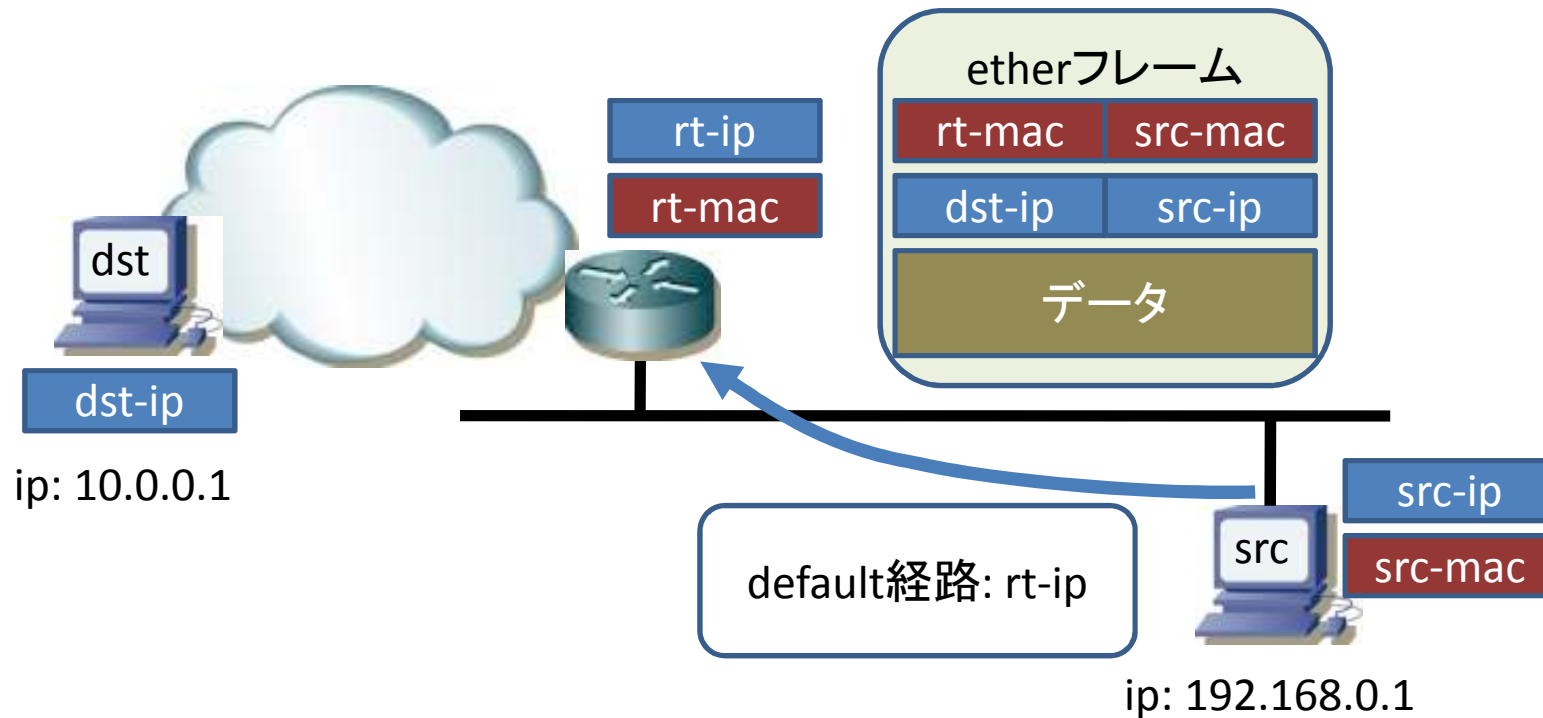 etherフレーム
rt-mac src-mac
dst-ip src-ip
データ
rt-ip
rt-mac
dst
dst-ip
ip: 10.0.0.1
default経路: rt-ip
src
src-ip
src-mac
ip: 192.168.0.1